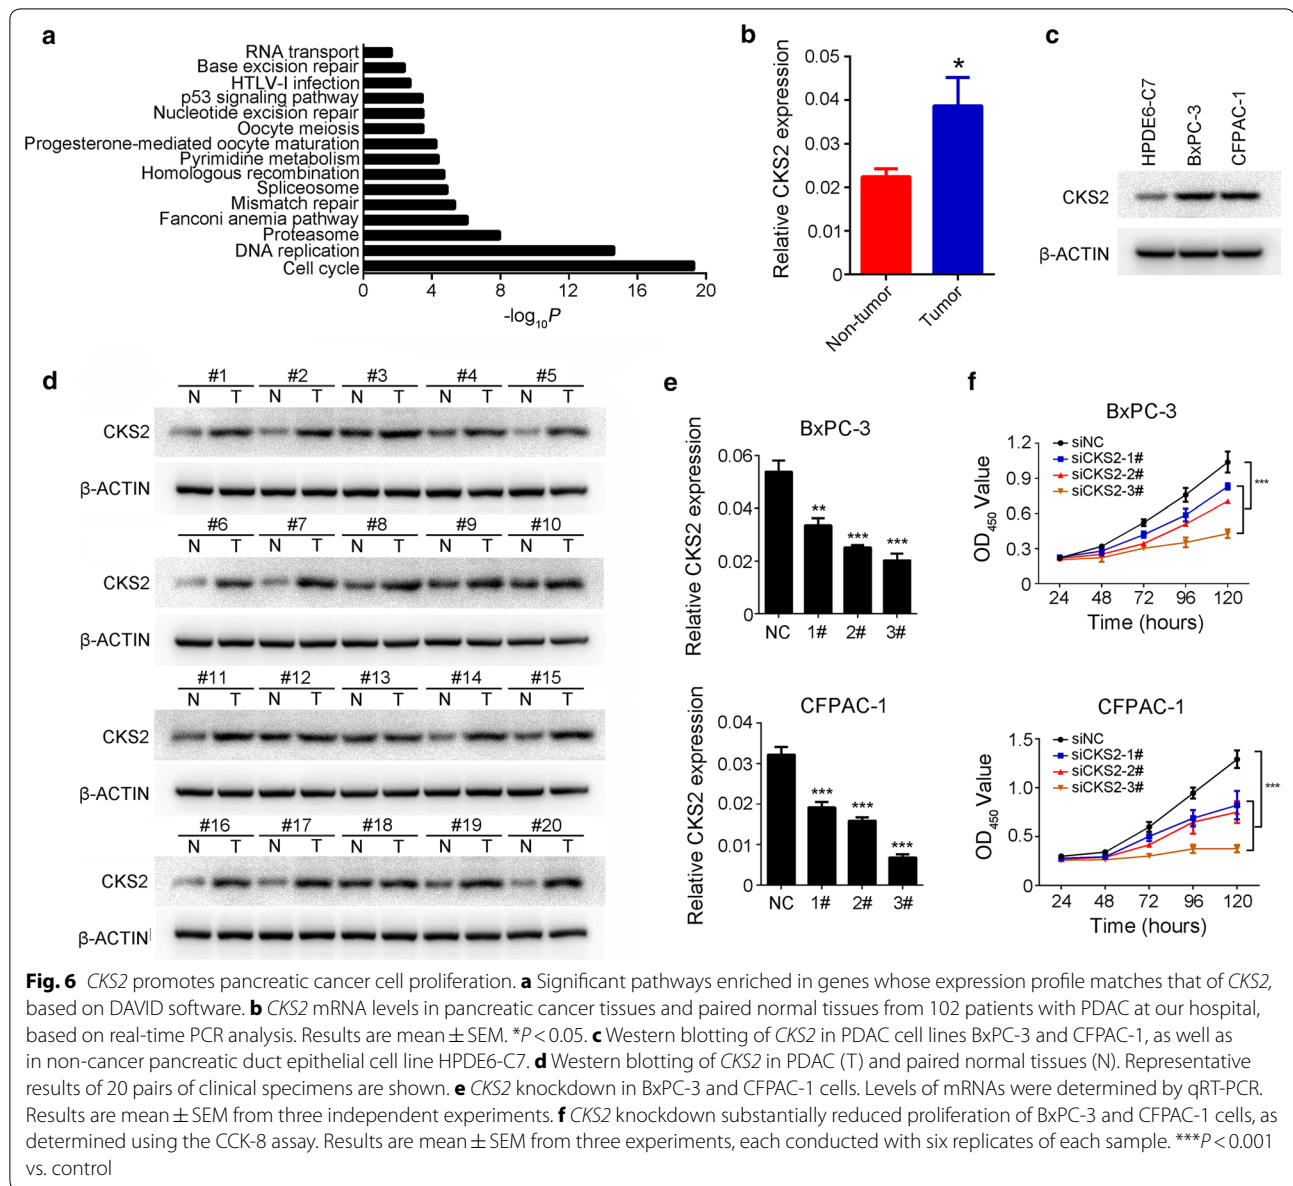 a
RNA transport
Base excision repair
HTLV-I infection
p53 signaling pathway
Nucleotide excision repair
Oocyte meiosis
Progesterone-mediated oocyte maturation
Pyrimidine metabolism
Homologous recombination
Spliceosome
Mismatch repair
Fanconi anemia pathway
Proteasome
DNA replication
Cell cycle
0 4 8 12 16 20
-log10P
b
Relative CKS2 expression
0.05
0.04
0.03
0.02
0.01
0
*
Non-tumor
Tumor
c
HPDE6-C7
BxPC-3
CFPAC-1
CKS2
β-ACTIN
d
#1 #2 #3 #4 #5
N T N T N T N T N T
CKS2
β-ACTIN
#6 #7 #8 #9 #10
N T N T N T N T N T
CKS2
β-ACTIN
#11 #12 #13 #14 #15
N T N T N T N T N T
CKS2
β-ACTIN
#16 #17 #18 #19 #20
N T N T N T N T N T
CKS2
β-ACTIN
e
BxPC-3
Relative CKS2 expression
0.06
0.04
0.02
0
** *** ***
NC 1# 2# 3#
CFPAC-1
Relative CKS2 expression
0.04
0.03
0.02
0.01
0
*** *** ***
NC 1# 2# 3#
f
BxPC-3
OD450 Value
1.2
0.9
0.6
0.3
0
siNC
siCKS2-1#
siCKS2-2#
siCKS2-3#
***
24 48 72 96 120
Time (hours)
CFPAC-1
OD450 Value
1.5
1.0
0.5
0
siNC
siCKS2-1#
siCKS2-2#
siCKS2-3#
***
24 48 72 96 120
Time (hours)
Fig. 6 CKS2 promotes pancreatic cancer cell proliferation. a Significant pathways enriched in genes whose expression profile matches that of CKS2,
based on DAVID software. b CKS2 mRNA levels in pancreatic cancer tissues and paired normal tissues from 102 patients with PDAC at our hospital,
based on real-time PCR analysis. Results are mean ± SEM. *P < 0.05. c Western blotting of CKS2 in PDAC cell lines BxPC-3 and CFPAC-1, as well as
in non-cancer pancreatic duct epithelial cell line HPDE6-C7. d Western blotting of CKS2 in PDAC (T) and paired normal tissues (N). Representative
results of 20 pairs of clinical specimens are shown. e CKS2 knockdown in BxPC-3 and CFPAC-1 cells. Levels of mRNAs were determined by qRT-PCR.
Results are mean ± SEM from three independent experiments. f CKS2 knockdown substantially reduced proliferation of BxPC-3 and CFPAC-1 cells, as
determined using the CCK-8 assay. Results are mean ± SEM from three experiments, each conducted with six replicates of each sample. ***P < 0.001
vs. control